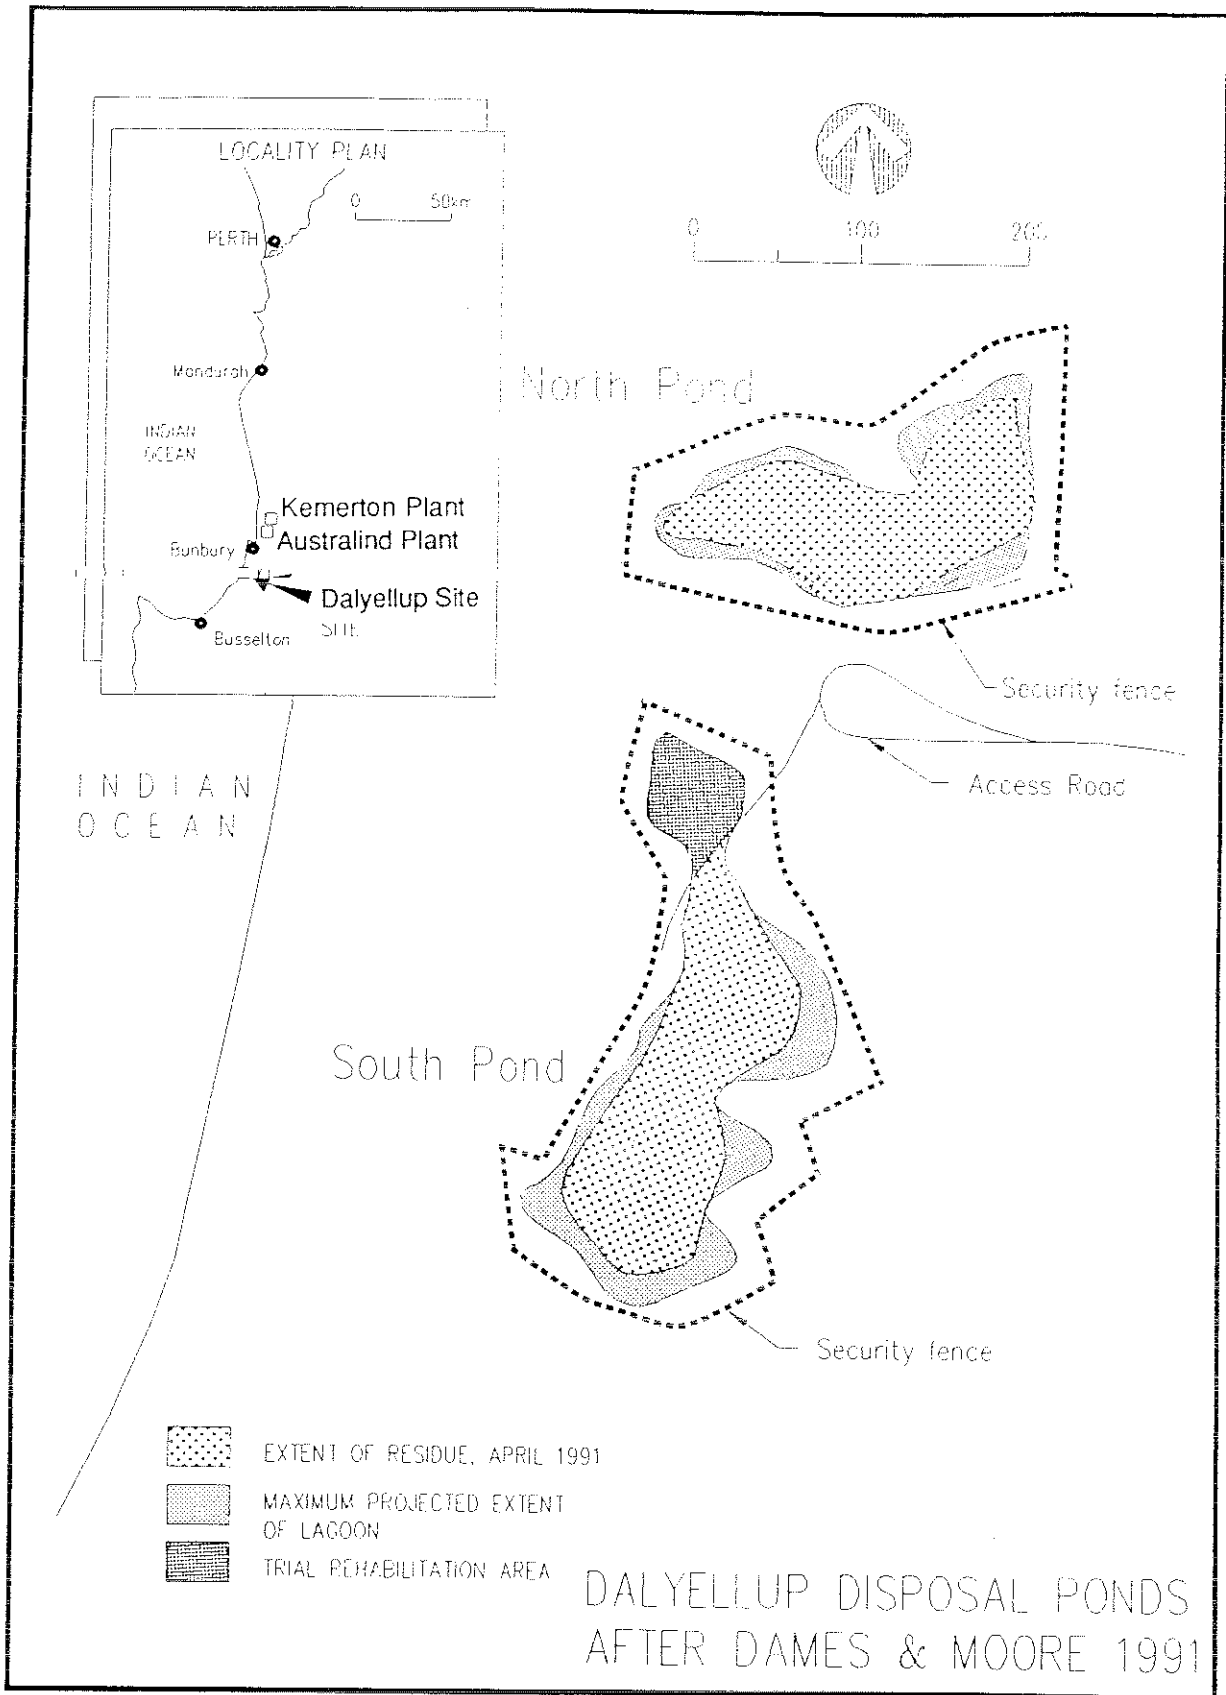 LOCALITY PLAN
0 50km
PERTH
Mandurah
INDIAN
OCEAN
Kemerton Plant
Australind Plant
Bunbury
Dalyellup Site
SITE
Busselton
0 100 200
North Pond
Security fence
Access Road
INDIAN
OCEAN
South Pond
Security fence
EXTENT OF RESIDUE, APRIL 1991
MAXIMUM PROJECTED EXTENT
OF LAGOON
TRIAL REHABILITATION AREA
DALYELLUP DISPOSAL PONDS
AFTER DAMES & MOORE 1991